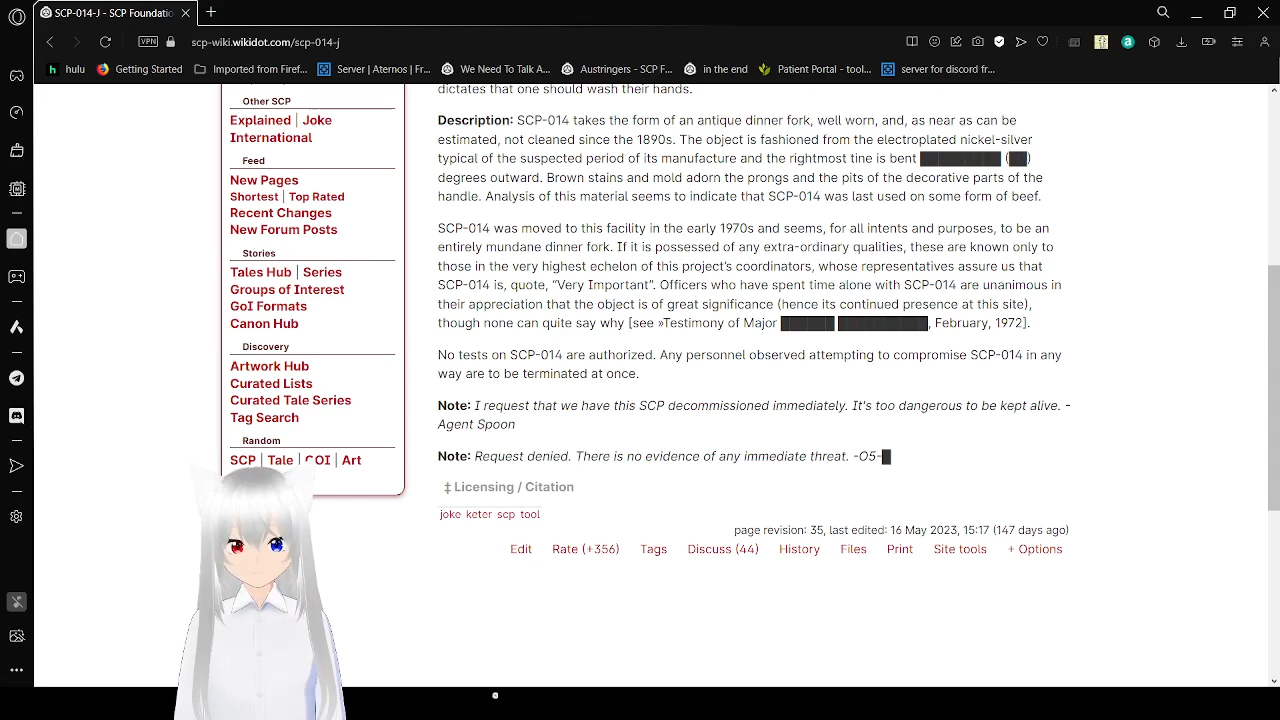 SCP-014-J - SCP Foundatio
scp-wiki.wikidot.com/scp-014-j
VPN
hulu
Getting Started
Imported from Firef...
Server | Aternos | Fr...
We Need To Talk A...
Austringers - SCP F...
in the end
Patient Portal - tool...
server for discord fr...
Other SCP
Explained | Joke
International
Feed
New Pages
Shortest | Top Rated
Recent Changes
New Forum Posts
Stories
Tales Hub | Series
Groups of Interest
GoI Formats
Canon Hub
Discovery
Artwork Hub
Curated Lists
Curated Tale Series
Tag Search
Random
SCP | Tale | GOI | Art
dictates that one should wash their hands.
Description: SCP-014 takes the form of an antique dinner fork, well worn, and, as near as can be
estimated, not cleaned since the 1890s. The object is fashioned from the electroplated nickel-silver
typical of the suspected period of its manufacture and the rightmost tine is bent █████████ (██)
degrees outward. Brown stains and mold adorn the prongs and the pits of the decorative parts of the
handle. Analysis of this material seems to indicate that SCP-014 was last used on some form of beef.
SCP-014 was moved to this facility in the early 1970s and seems, for all intents and purposes, to be an
entirely mundane dinner fork. If it is possessed of any extra-ordinary qualities, these are known only to
those in the very highest echelon of this project's coordinators, whose representatives assure us that
SCP-014 is, quote, “Very Important”. Officers who have spent time alone with SCP-014 are unanimous in
their appreciation that the object is of great significance (hence its continued presence at this site),
though none can quite say why [see »Testimony of Major ██████ ██████████, February, 1972].
No tests on SCP-014 are authorized. Any personnel observed attempting to compromise SCP-014 in any
way are to be terminated at once.
Note: I request that we have this SCP decommissioned immediately. It's too dangerous to be kept alive. -
Agent Spoon
Note: Request denied. There is no evidence of any immediate threat. -O5-█
‡ Licensing / Citation
joke keter scp tool
page revision: 35, last edited: 16 May 2023, 15:17 (147 days ago)
Edit Rate (+356) Tags Discuss (44) History Files Print Site tools + Options